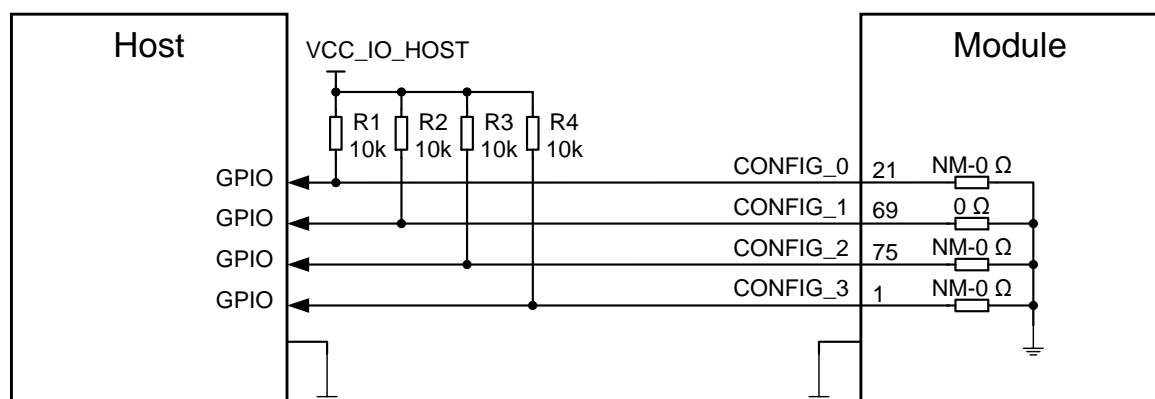 Host
Module
VCC_IO_HOST
R1
R2
R3
R4
10k
10k
10k
10k
GPIO
CONFIG_0
21
NM-0 Ω
GPIO
CONFIG_1
69
0 Ω
GPIO
CONFIG_2
75
NM-0 Ω
GPIO
CONFIG_3
1
NM-0 Ω